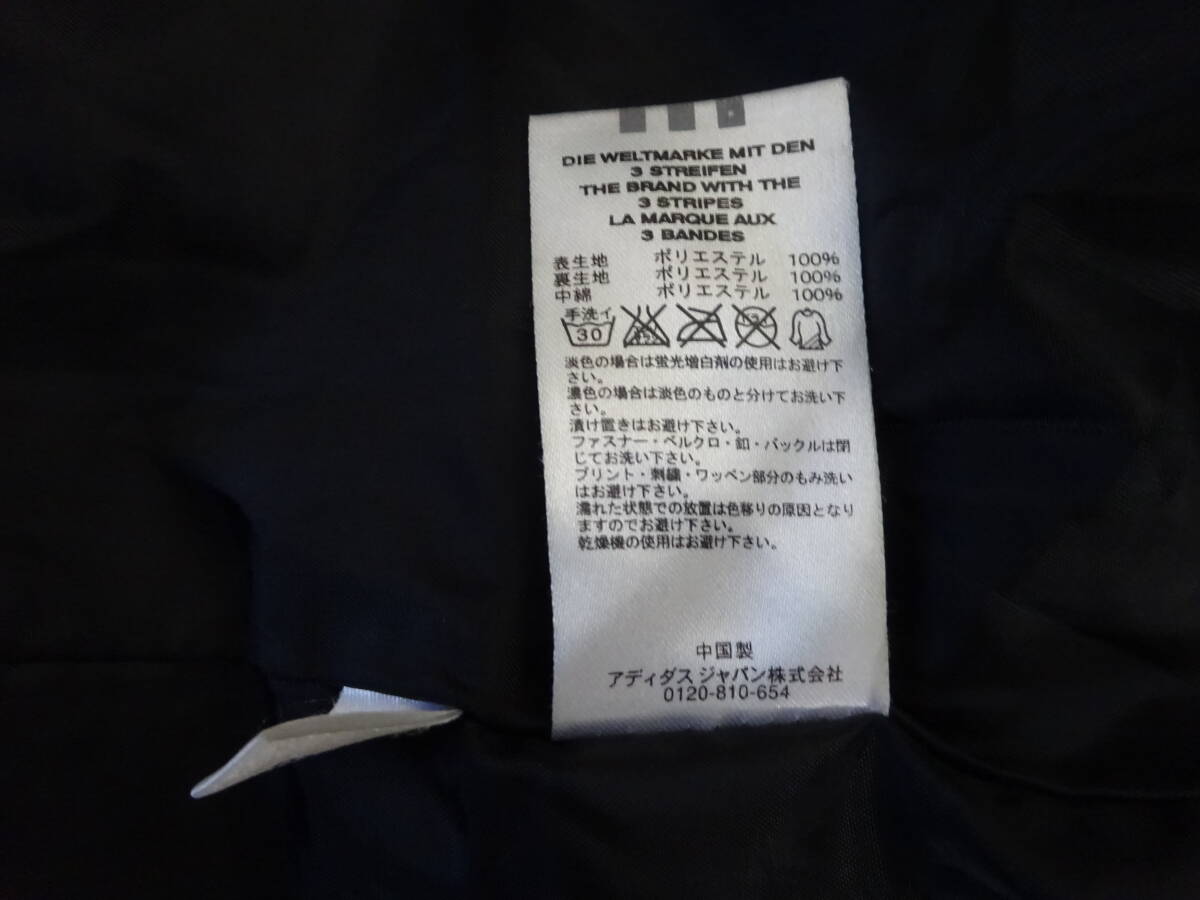 DIE WELTMARKE MIT DEN
3 STREIFEN
THE BRAND WITH THE
3 STRIPES
LA MARQUE AUX
3 BANDES
表生地 ポリエステル 100%
裏生地 ポリエステル 100%
中綿 ポリエステル 100%
手洗イ
30
淡色の場合は蛍光増白剤の使用はお避け下
さい。
濃色の場合は淡色のものと分けてお洗い下
さい。
漬け置きはお避け下さい。
ファスナー・ベルクロ・釦・バックルは閉
じてお洗い下さい。
プリント・刺繍・ワッペン部分のもみ洗い
はお避け下さい。
濡れた状態での放置は色移りの原因となり
ますのでお避け下さい。
乾燥機の使用はお避け下さい。
中国製
アディダス ジャパン株式会社
0120-810-654